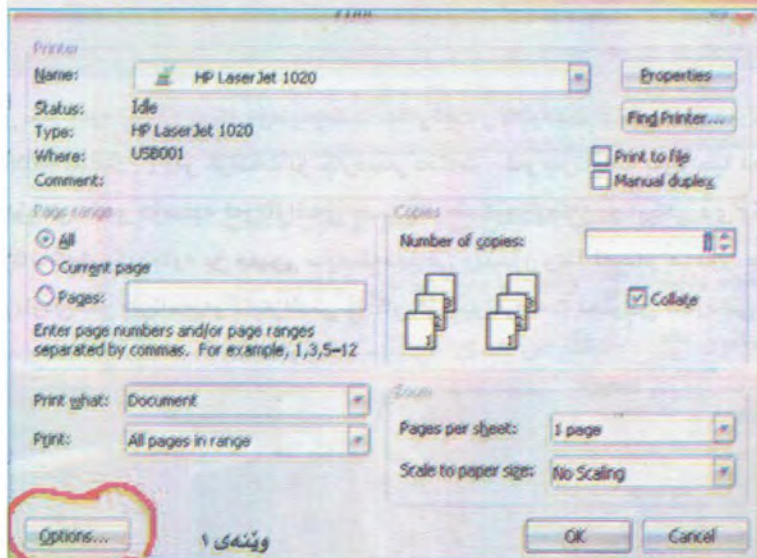 Print
Printer
Name: HP LaserJet 1020 Properties
Status: Idle Find Printer...
Type: HP LaserJet 1020
Where: USB001 Print to file
Comment: Manual duplex
Page range
All
Current page
Pages:
Enter page numbers and/or page ranges
separated by commas. For example, 1,3,5-12
Copies
Number of copies: 1
Collate
Print what: Document
Print: All pages in range
Zoom
Pages per sheet: 1 page
Scale to paper size: No Scaling
Options... وێنەی ١ OK Cancel